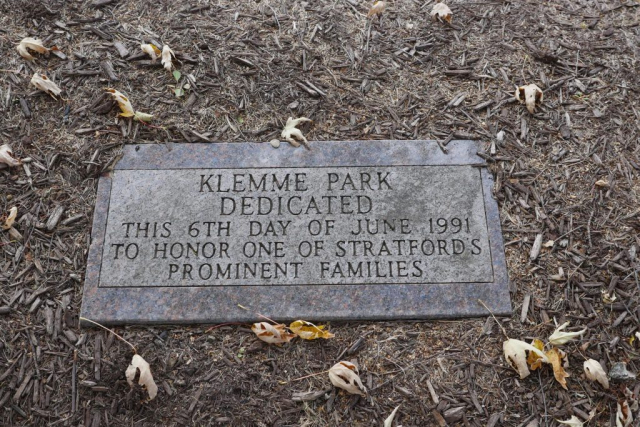 KLEMME PARK
DEDICATED
THIS 6TH DAY OF JUNE 1991
TO HONOR ONE OF STRATFORD'S
PROMINENT FAMILIES